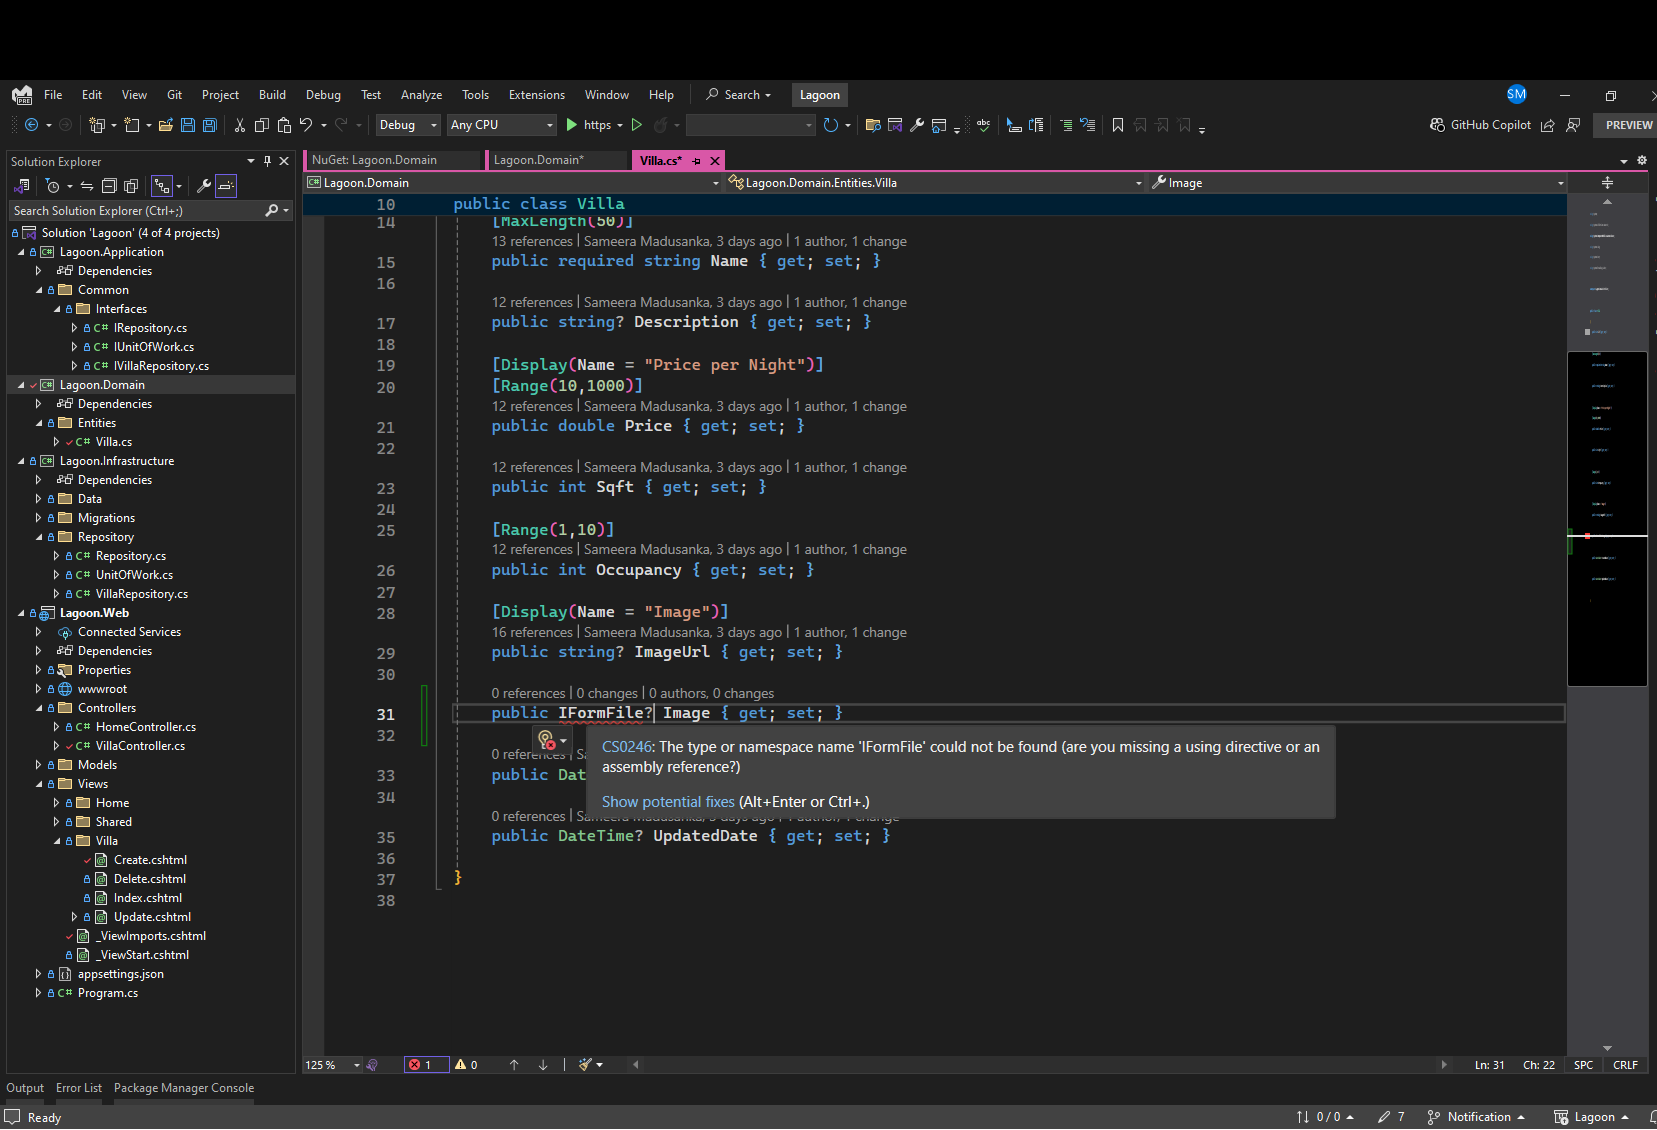 File Edit View Git Project Build Debug Test Analyze Tools Extensions Window Help Search Lagoon SM
Debug Any CPU https GitHub Copilot PREVIEW
Solution Explorer
Search Solution Explorer (Ctrl+;)
Solution 'Lagoon' (4 of 4 projects)
Lagoon.Application
Dependencies
Common
Interfaces
C# IRepository.cs
C# IUnitOfWork.cs
C# IVillaRepository.cs
Lagoon.Domain
Dependencies
Entities
C# Villa.cs
Lagoon.Infrastructure
Dependencies
Data
Migrations
Repository
C# Repository.cs
C# UnitOfWork.cs
C# VillaRepository.cs
Lagoon.Web
Connected Services
Dependencies
Properties
wwwroot
Controllers
C# HomeController.cs
C# VillaController.cs
Models
Views
Home
Shared
Villa
Create.cshtml
Delete.cshtml
Index.cshtml
Update.cshtml
_ViewImports.cshtml
_ViewStart.cshtml
appsettings.json
C# Program.cs
NuGet: Lagoon.Domain Lagoon.Domain* Villa.cs*
Lagoon.Domain Lagoon.Domain.Entities.Villa Image
10 public class Villa
14 [MaxLength(50)]
13 references | Sameera Madusanka, 3 days ago | 1 author, 1 change
15 public required string Name { get; set; }
16
12 references | Sameera Madusanka, 3 days ago | 1 author, 1 change
17 public string? Description { get; set; }
18
19 [Display(Name = "Price per Night")]
20 [Range(10,1000)]
12 references | Sameera Madusanka, 3 days ago | 1 author, 1 change
21 public double Price { get; set; }
22
12 references | Sameera Madusanka, 3 days ago | 1 author, 1 change
23 public int Sqft { get; set; }
24
25 [Range(1,10)]
12 references | Sameera Madusanka, 3 days ago | 1 author, 1 change
26 public int Occupancy { get; set; }
27
28 [Display(Name = "Image")]
16 references | Sameera Madusanka, 3 days ago | 1 author, 1 change
29 public string? ImageUrl { get; set; }
30
0 references | 0 changes | 0 authors, 0 changes
31 public IFormFile? Image { get; set; }
32
CS0246: The type or namespace name 'IFormFile' could not be found (are you missing a using directive or an
assembly reference?)
Show potential fixes (Alt+Enter or Ctrl+.)
0 references | Sa
33 public Dat
34
0 references | Sameera Madusanka, 3 days ago | 1 author, 1 change
35 public DateTime? UpdatedDate { get; set; }
36
37 }
38
125 % 1 0 Ln: 31 Ch: 22 SPC CRLF
Output Error List Package Manager Console
Ready 0 / 0 7 Notification Lagoon